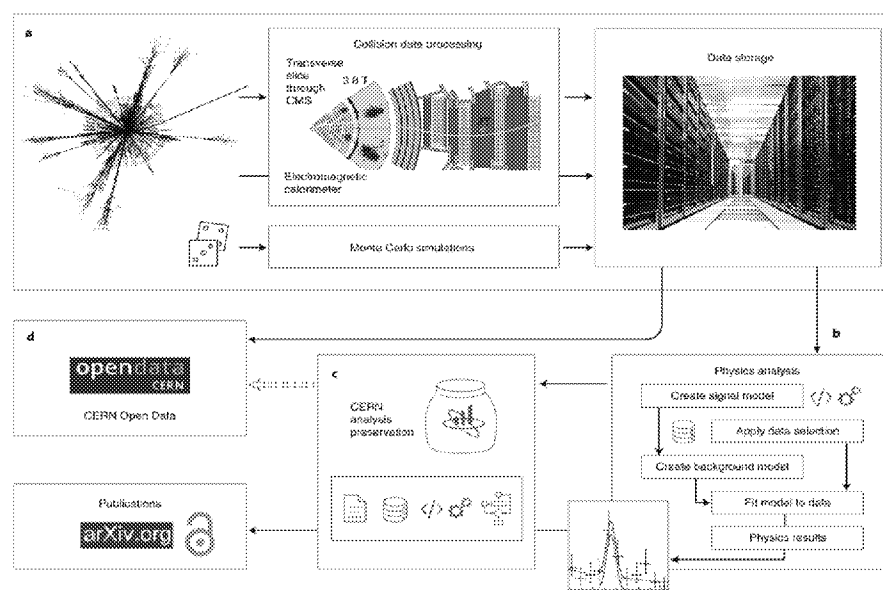 a
Collision data processing
Transverse
slice
through
CMS
3.8 T
Electromagnetic
calorimeter
Data storage
Monte Carlo simulations
d
opendata
CERN
CERN Open Data
b
c
CERN
analysis
preservation
</>
Physics analysis
Create signal model
</>
Apply data selection
Create background model
Fit model to data
Physics results
Publications
arXiv.org